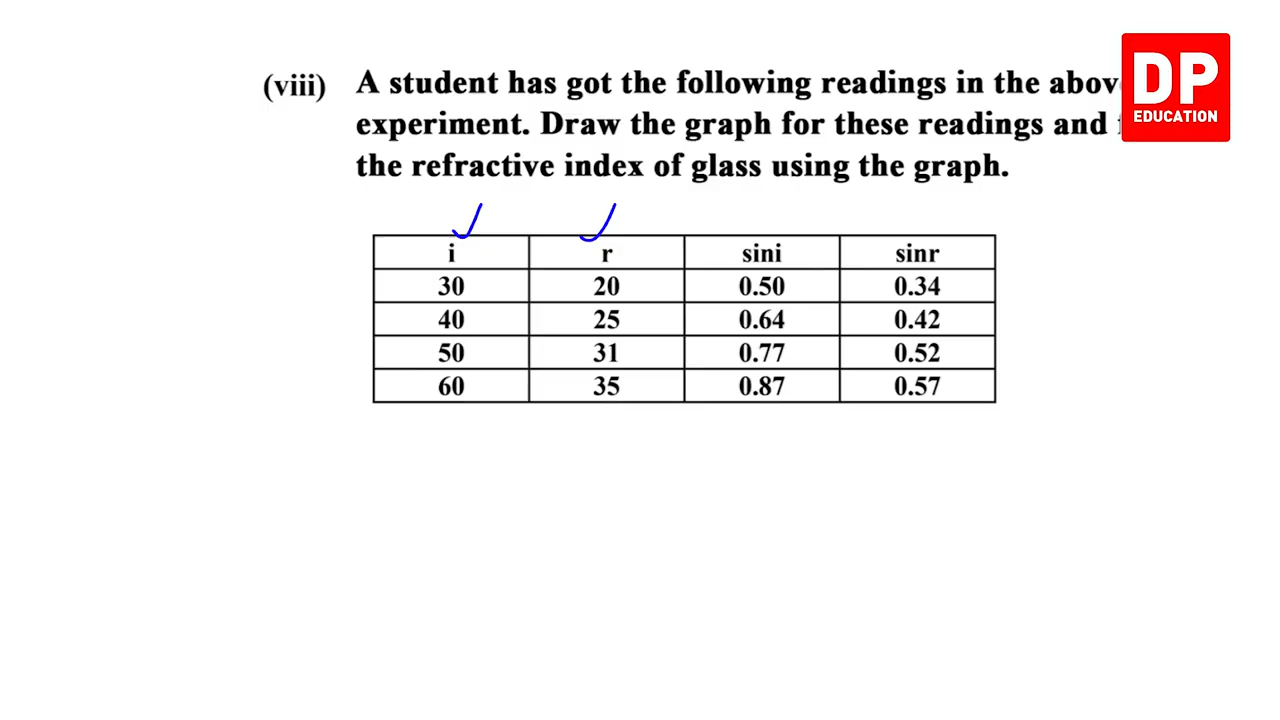 (viii) A student has got the following readings in the above
experiment. Draw the graph for these readings and
the refractive index of glass using the graph.
DP
EDUCATION
i r sini sinr
30 20 0.50 0.34
40 25 0.64 0.42
50 31 0.77 0.52
60 35 0.87 0.57